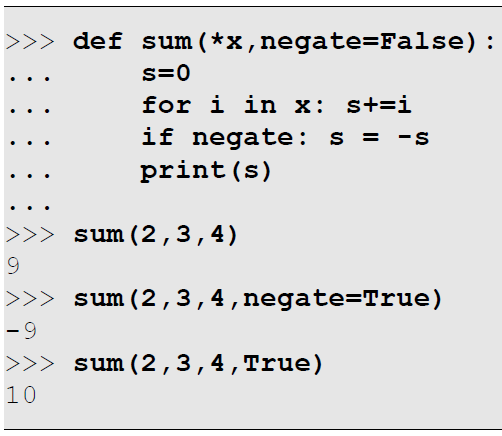 >>> def sum(*x,negate=False):
...     s=0
...     for i in x: s+=i
...     if negate: s = -s
...     print(s)
...
>>> sum(2,3,4)
9
>>> sum(2,3,4,negate=True)
-9
>>> sum(2,3,4,True)
10